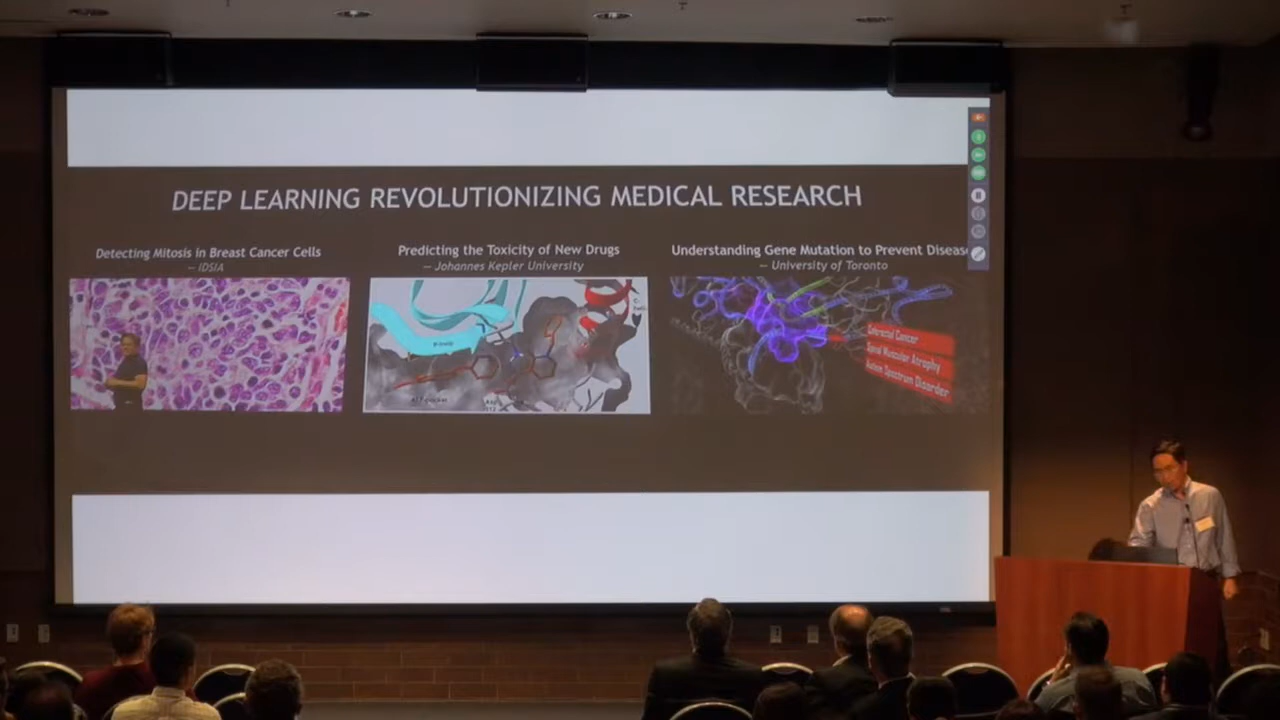 DEEP LEARNING REVOLUTIONIZING MEDICAL RESEARCH
Detecting Mitosis in Breast Cancer Cells
— IDSIA
Predicting the Toxicity of New Drugs
— Johannes Kepler University
Understanding Gene Mutation to Prevent Disease
— University of Toronto
Colorectal Cancer
Spinal Muscular Atrophy
Autism Spectrum Disorder